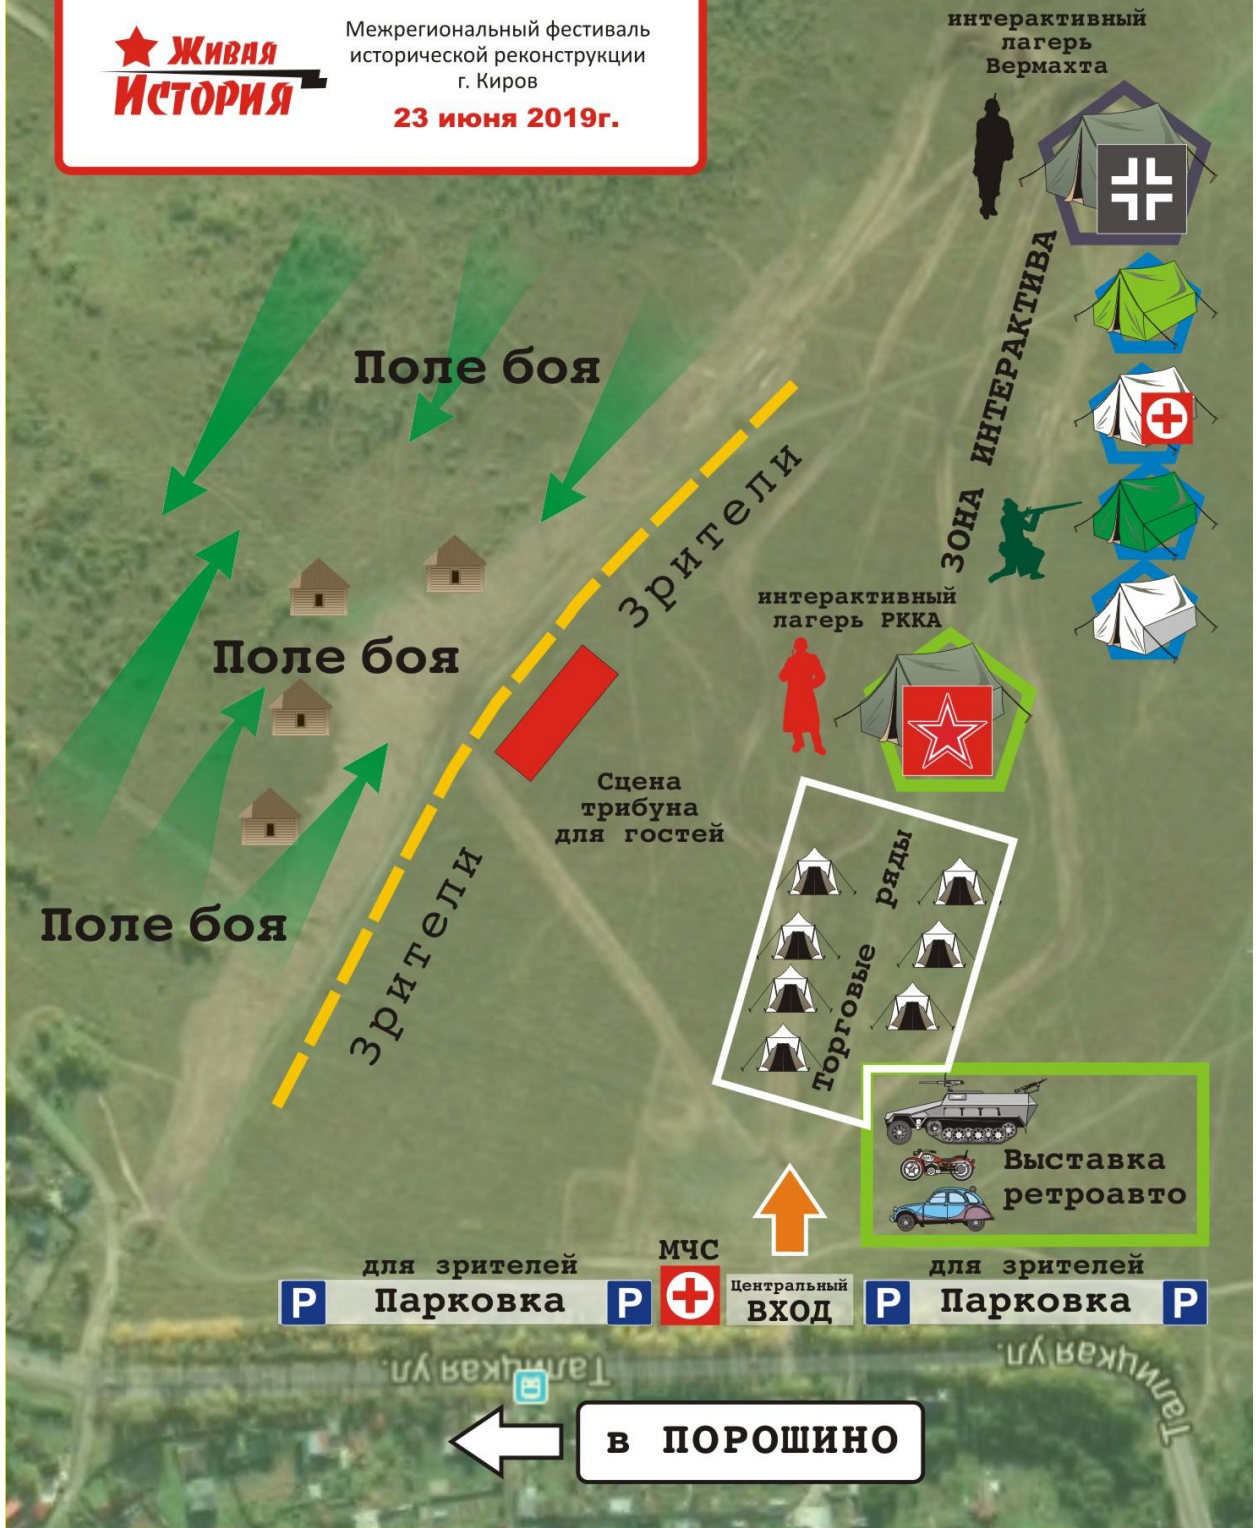 Живая
История
Межрегиональный фестиваль
исторической реконструкции
г. Киров
23 июня 2019г.
интерактивный
лагерь
Вермахта
ЗОНА ИНТЕРАКТИВА
Поле боя
Зрители
интерактивный
лагерь РККА
Поле боя
Сцена
трибуна
для гостей
Зрители
Поле боя
Торговые ряды
Выставка
ретроавто
для зрителей
P Парковка P
МЧС
Центральный
ВХОД
для зрителей
P Парковка P
Талицкая ул.
Талицкая ул.
в ПОРОШИНО